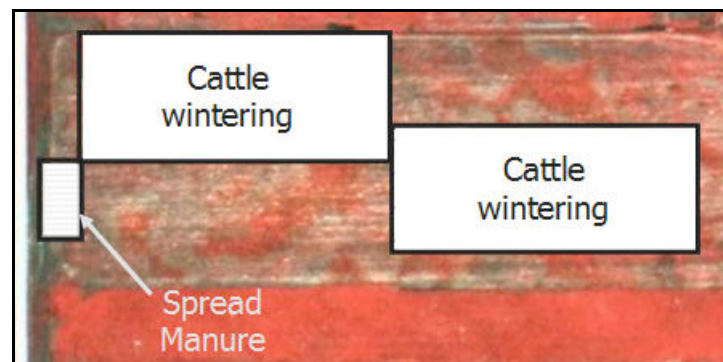 Cattle
wintering
Cattle
wintering
Spread
Manure